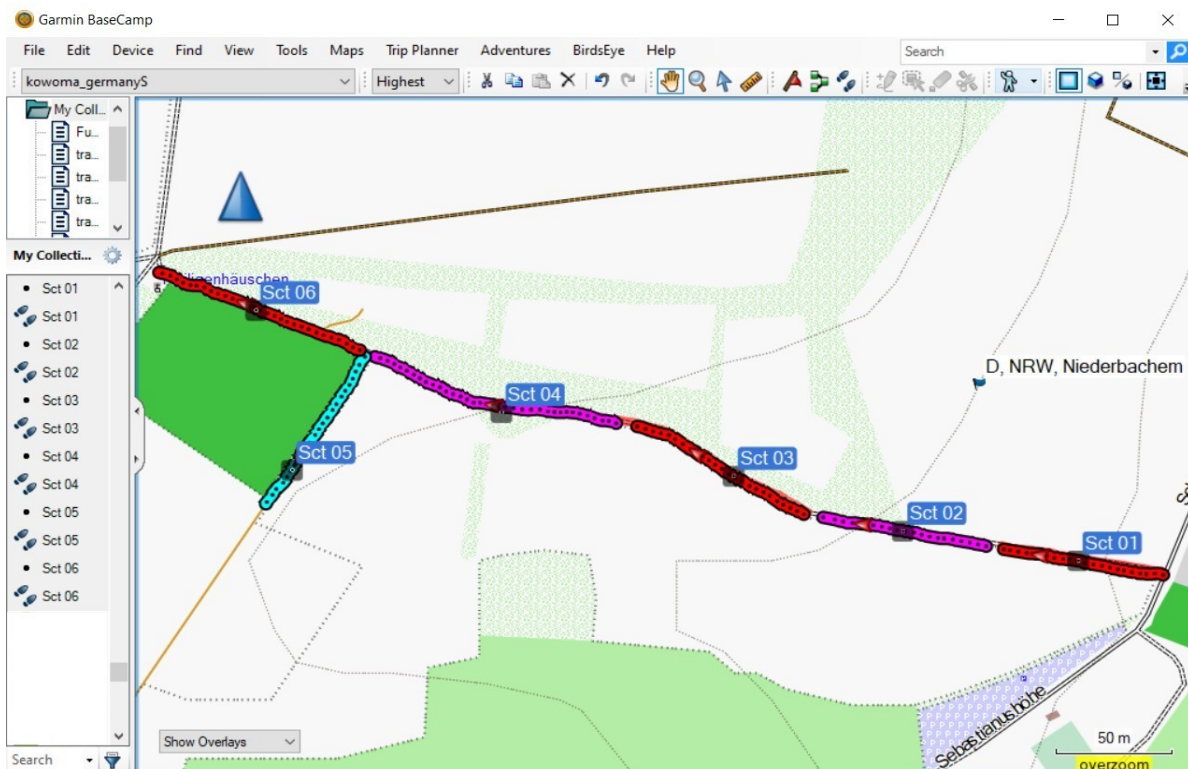 Garmin BaseCamp
File Edit Device Find View Tools Maps Trip Planner Adventures BirdsEye Help
Search
kowoma_germanyS
Highest
My Coll...
Fu...
tra...
tra...
tra...
tra...
My Collecti...
Sct 01
Sct 01
Sct 02
Sct 02
Sct 03
Sct 03
Sct 04
Sct 04
Sct 05
Sct 05
Sct 06
Sct 06
Search
Sct 06
D, NRW, Niederbachem
Sct 04
Sct 05
Sct 03
Sct 02
Sct 01
Sebastianushöhe
Show Overlays
50 m
overzoom